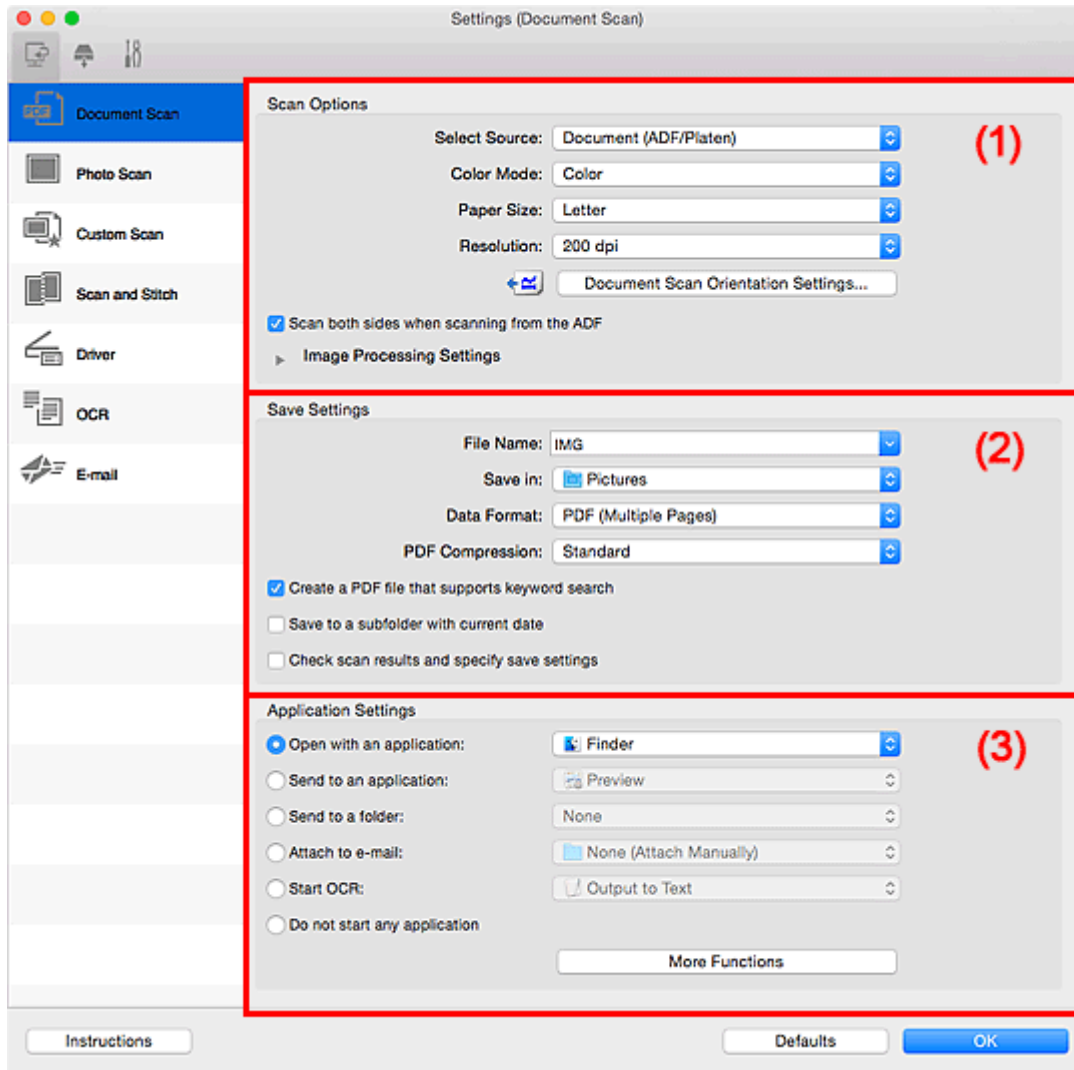 Settings (Document Scan)
Document Scan
Photo Scan
Custom Scan
Scan and Stitch
Driver
OCR
E-mail
Scan Options
(1)
Select Source: Document (ADF/Platen)
Color Mode: Color
Paper Size: Letter
Resolution: 200 dpi
Document Scan Orientation Settings...
Scan both sides when scanning from the ADF
Image Processing Settings
Save Settings
(2)
File Name: IMG
Save in: Pictures
Data Format: PDF (Multiple Pages)
PDF Compression: Standard
Create a PDF file that supports keyword search
Save to a subfolder with current date
Check scan results and specify save settings
Application Settings
(3)
Open with an application: Finder
Send to an application: Preview
Send to a folder: None
Attach to e-mail: None (Attach Manually)
Start OCR: Output to Text
Do not start any application
More Functions
Instructions
Defaults
OK